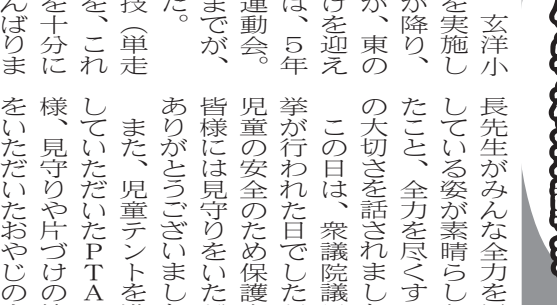 玄洋小
を実施し
が降り、
が、東の
けを迎え
は、５年
運動会。
までが、
た。
技（単走
を、これ
を十分に
んばりま
長先生がみんな全力を
している姿が素晴らし
たこと、全力を尽くす
の大切さを話されまし
この日は、衆議院議
挙が行われた日でした
児童の安全のため保護
皆様には見守りをいた
ありがとうございまし
また、児童テントを
していただいたＰＴＡ
様、見守りや片づけの
をいただいたおやじの